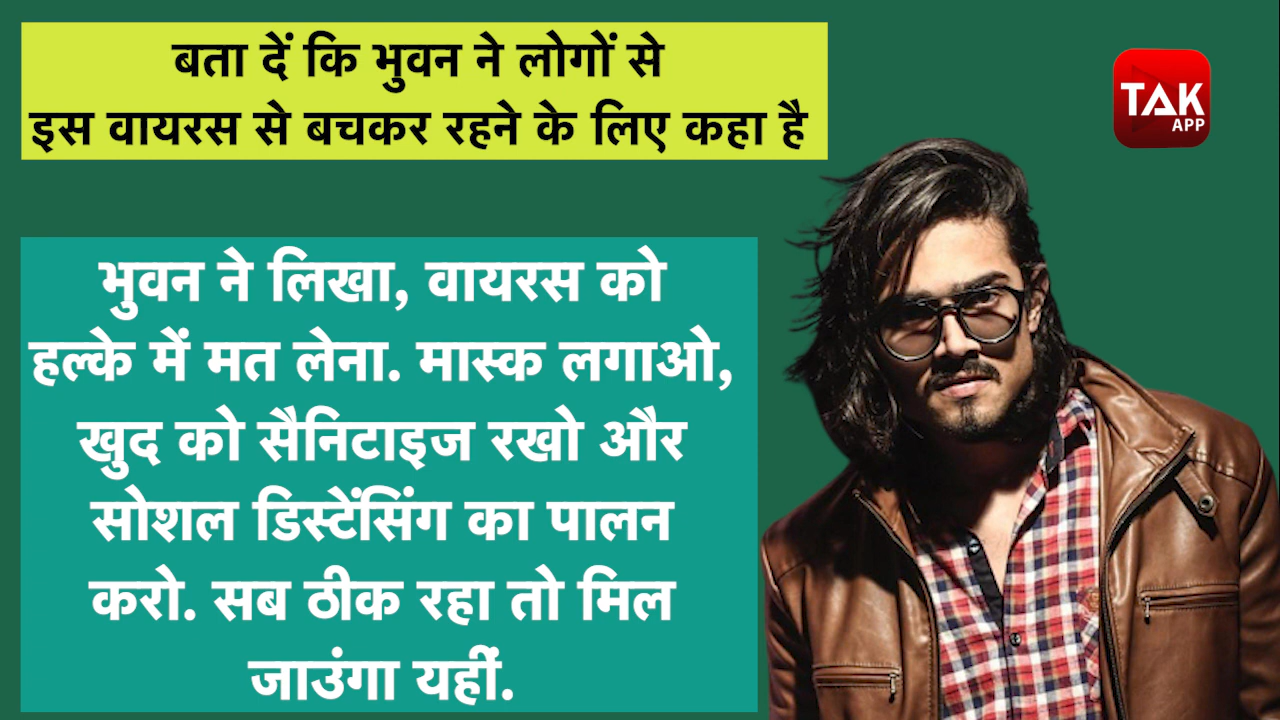 बता दें कि भुवन ने लोगों से
इस वायरस से बचकर रहने के लिए कहा है
TAK
APP
भुवन ने लिखा, वायरस को
हल्के में मत लेना. मास्क लगाओ,
खुद को सैनिटाइज रखो और
सोशल डिस्टेंसिंग का पालन
करो. सब ठीक रहा तो मिल
जाउंगा यहीं.